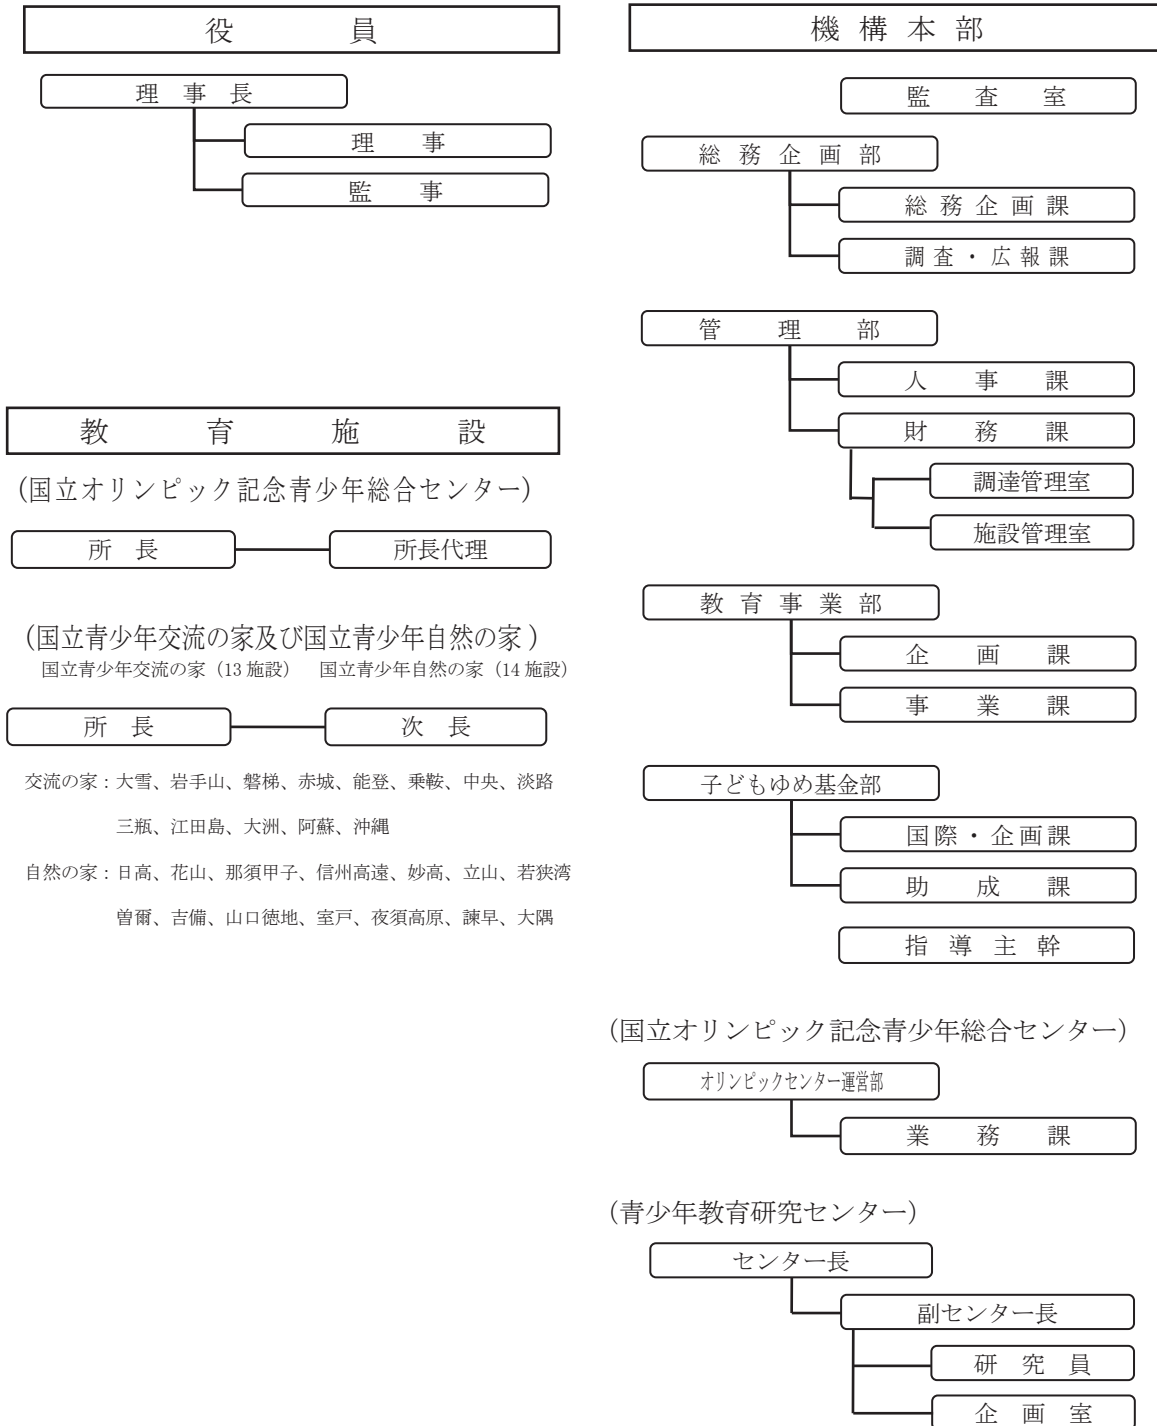 役員
理事長
理事
監事
教育施設
(国立オリンピック記念青少年総合センター)
所長
所長代理
(国立青少年交流の家及び国立青少年自然の家)
国立青少年交流の家（13 施設） 国立青少年自然の家（14 施設）
所長
次長
交流の家：大雪、岩手山、磐梯、赤城、能登、乗鞍、中央、淡路
三瓶、江田島、大洲、阿蘇、沖縄
自然の家：日高、花山、那須甲子、信州高遠、妙高、立山、若狭湾
曽爾、吉備、山口徳地、室戸、夜須高原、諫早、大隅
機構本部
監査室
総務企画部
総務企画課
調査・広報課
管理部
人事課
財務課
調達管理室
施設管理室
教育事業部
企画課
事業課
子どもゆめ基金部
国際・企画課
助成課
指導主幹
(国立オリンピック記念青少年総合センター)
オリンピックセンター運営部
業務課
(青少年教育研究センター)
センター長
副センター長
研究員
企画室